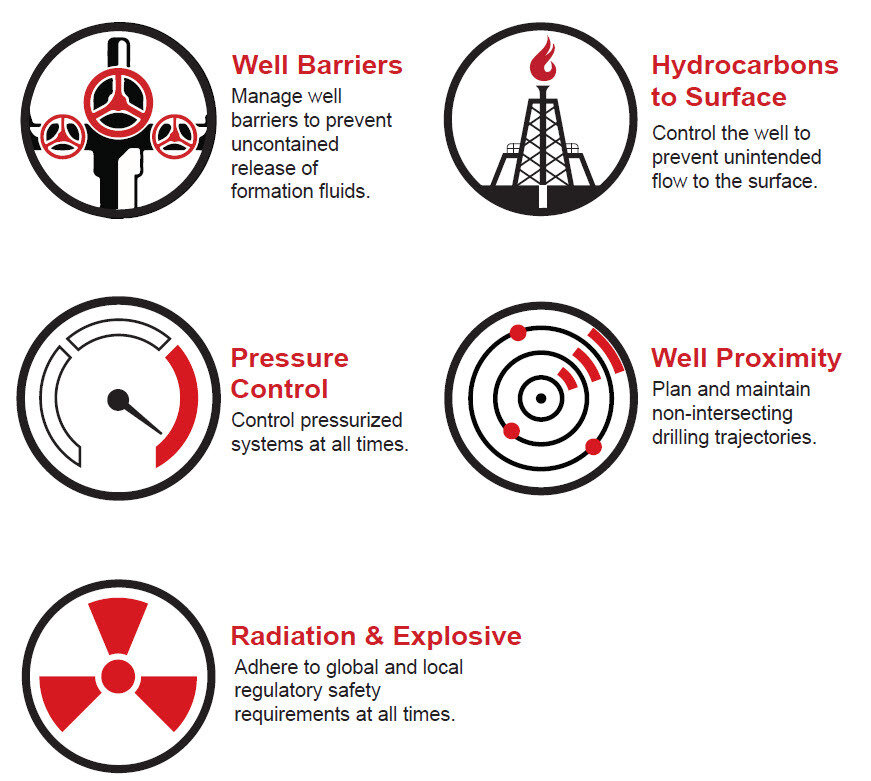 Well Barriers
Manage well
barriers to prevent
uncontained
release of
formation fluids.
Hydrocarbons
to Surface
Control the well to
prevent unintended
flow to the surface.
Pressure
Control
Control pressurized
systems at all times.
Well Proximity
Plan and maintain
non-intersecting
drilling trajectories.
Radiation & Explosive
Adhere to global and local
regulatory safety
requirements at all times.